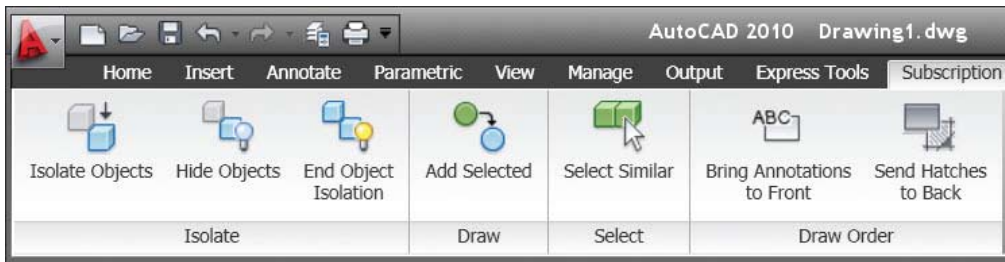 AutoCAD 2010 Drawing1.dwg
Home Insert Annotate Parametric View Manage Output Express Tools Subscription
ABC
Isolate Objects Hide Objects End Object Isolation Add Selected Select Similar Bring Annotations to Front Send Hatches to Back
Isolate Draw Select Draw Order